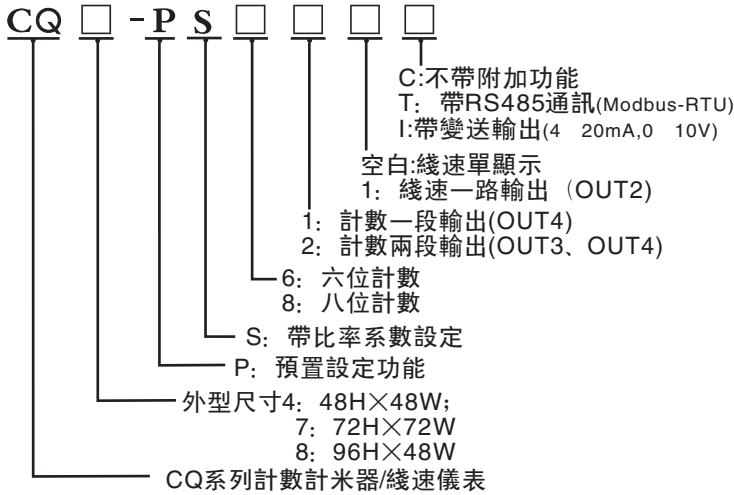 CQ□-PS□□□□
C:不帶附加功能
T：帶RS485通訊(Modbus-RTU)
I:帶變送輸出(4 20mA,0 10V)
空白:綫速單顯示
1：綫速一路輸出（OUT2)
1：計數一段輸出(OUT4)
2：計數兩段輸出(OUT3、OUT4)
6：六位計數
8：八位計數
S：帶比率系數設定
P：預置設定功能
外型尺寸4：48H×48W;
7：72H×72W
8：96H×48W
CQ系列計數計米器/綫速儀表